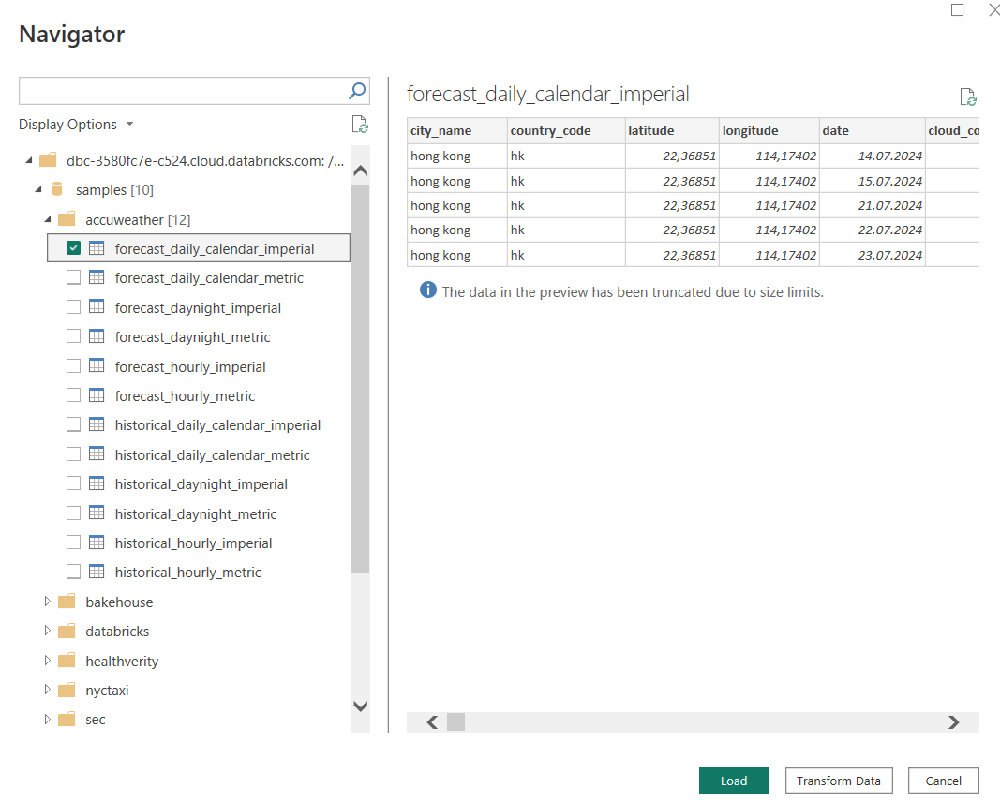 Navigator
Display Options
dbc-3580fc7e-c524.cloud.databricks.com: /...
samples [10]
accuweather [12]
forecast_daily_calendar_imperial
forecast_daily_calendar_metric
forecast_daynight_imperial
forecast_daynight_metric
forecast_hourly_imperial
forecast_hourly_metric
historical_daily_calendar_imperial
historical_daily_calendar_metric
historical_daynight_imperial
historical_daynight_metric
historical_hourly_imperial
historical_hourly_metric
bakehouse
databricks
healthverity
nyctaxi
sec
forecast_daily_calendar_imperial
city_name country_code latitude longitude date cloud_co
hong kong hk 22,36851 114,17402 14.07.2024
hong kong hk 22,36851 114,17402 15.07.2024
hong kong hk 22,36851 114,17402 21.07.2024
hong kong hk 22,36851 114,17402 22.07.2024
hong kong hk 22,36851 114,17402 23.07.2024
The data in the preview has been truncated due to size limits.
Load Transform Data Cancel